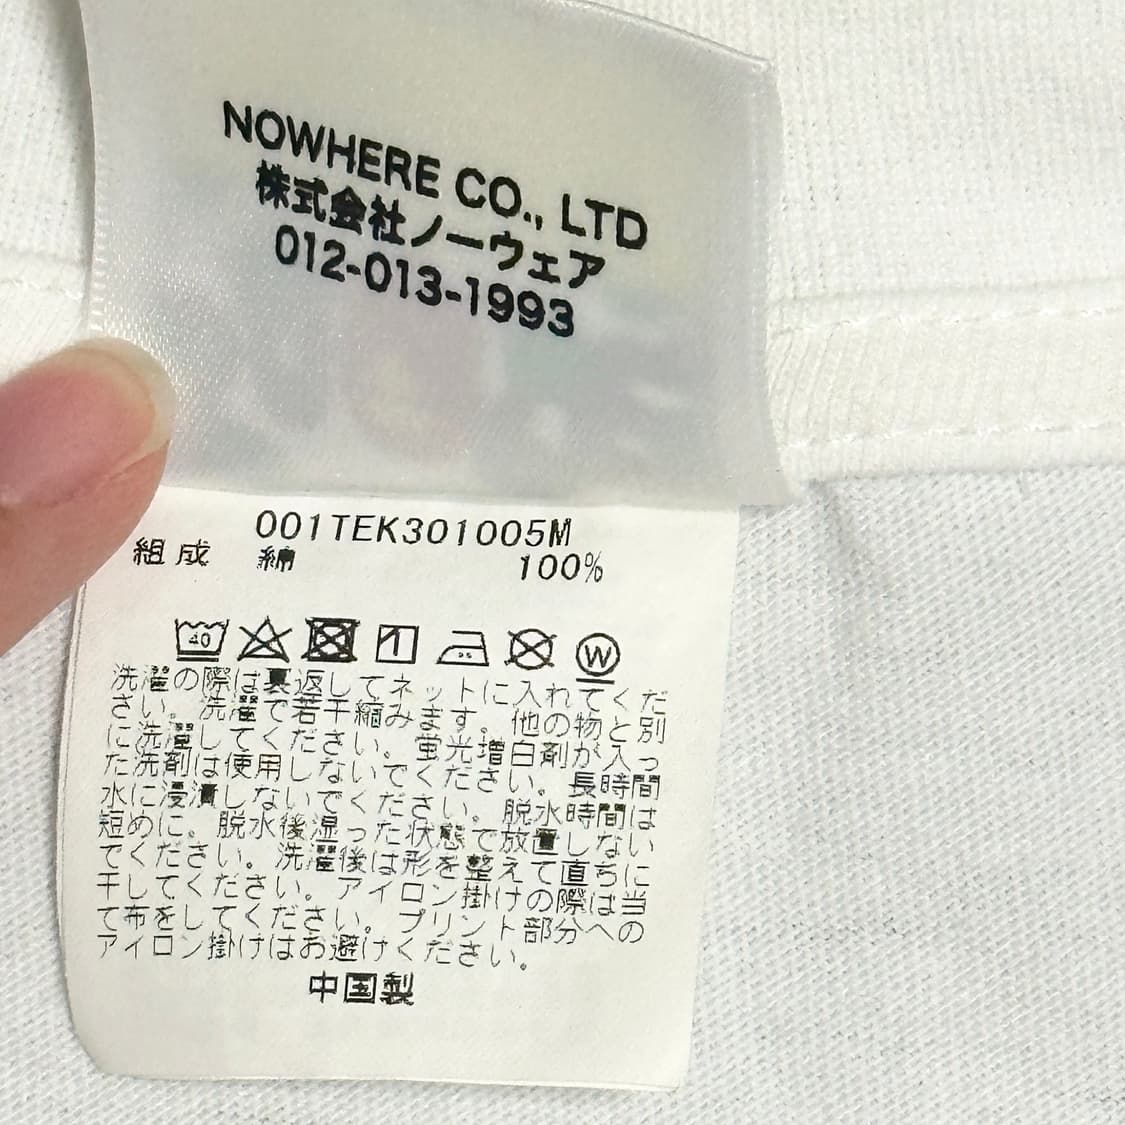 NOWHERE CO., LTD
株式会社ノーウェア
012-013-1993
001TEK301005M
組成 綿 100%
40
W
洗濯の際は裏返してネットに入れてくだ
さい。洗濯で若干縮みます。他の物と別
に洗濯してください。蛍光増白剤が入っ
た洗剤は使用しないでください。長時間
水に浸漬しないでください。脱水時間は
短めに。脱水後湿った状態で放置しない
でください。洗濯後は形を整えて直ちに
干してください。アイロン掛けの際は当
て布をしてください。プリント部分への
アイロン掛けはお避けください。
中国製